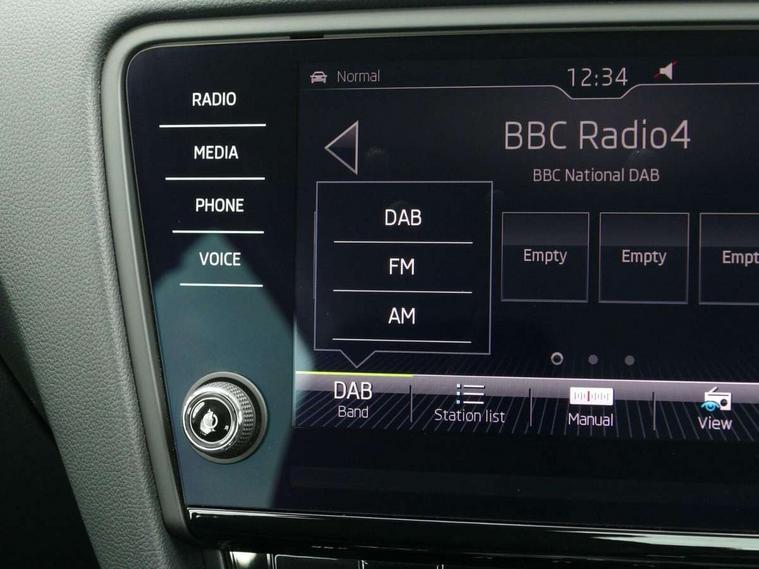 Normal
12:34
RADIO
MEDIA
PHONE
VOICE
BBC Radio4
BBC National DAB
DAB
FM
AM
Empty
Empty
Empt
DAB
Band
Station list
Manual
View